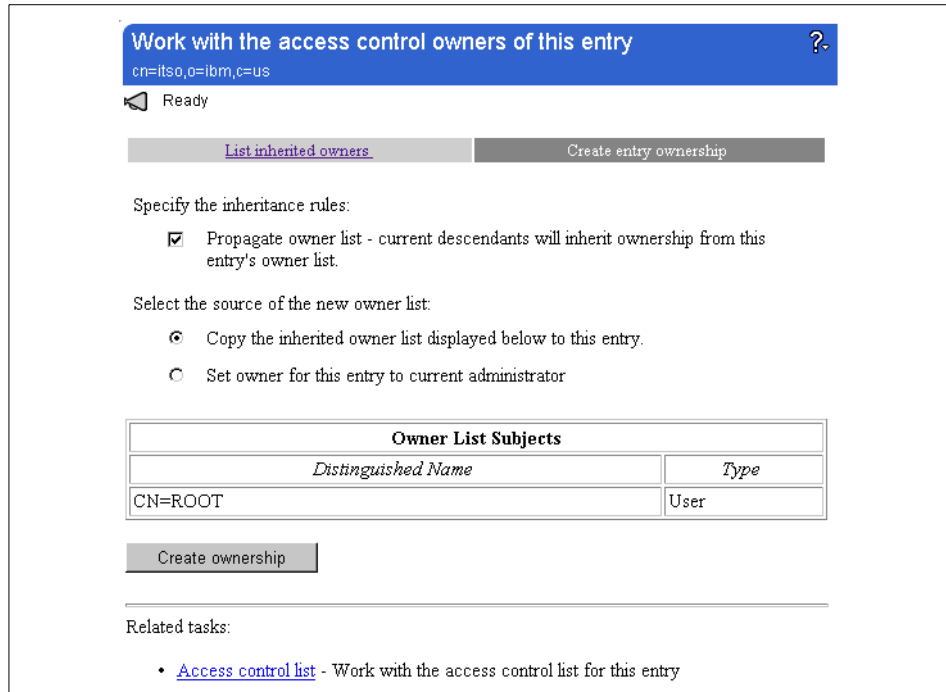 Work with the access control owners of this entry
?
cn=itso,o=ibm,c=us
Ready
List inherited owners
Create entry ownership
Specify the inheritance rules:
Propagate owner list - current descendants will inherit ownership from this
entry's owner list.
Select the source of the new owner list:
Copy the inherited owner list displayed below to this entry.
Set owner for this entry to current administrator
Owner List Subjects
Distinguished Name
Type
CN=ROOT
User
Create ownership
Related tasks:
• Access control list - Work with the access control list for this entry